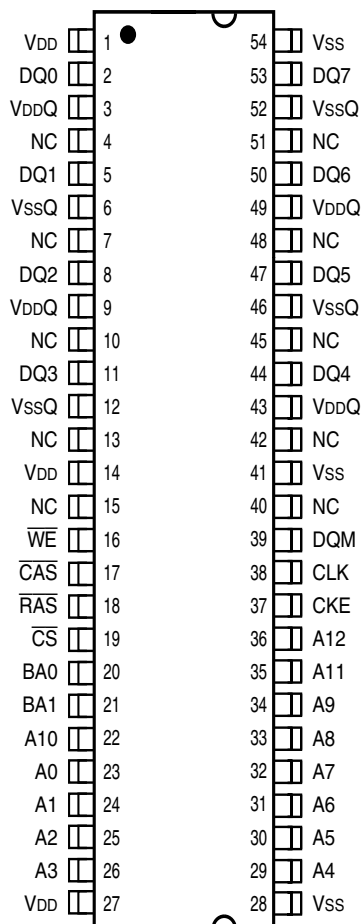 VDD 1 54 VSS
DQ0 2 53 DQ7
VDDQ 3 52 VSSQ
NC 4 51 NC
DQ1 5 50 DQ6
VSSQ 6 49 VDDQ
NC 7 48 NC
DQ2 8 47 DQ5
VDDQ 9 46 VSSQ
NC 10 45 NC
DQ3 11 44 DQ4
VSSQ 12 43 VDDQ
NC 13 42 NC
VDD 14 41 VSS
NC 15 40 NC
W̅E̅ 16 39 DQM
C̅A̅S̅ 17 38 CLK
R̅A̅S̅ 18 37 CKE
C̅S̅ 19 36 A12
BA0 20 35 A11
BA1 21 34 A9
A10 22 33 A8
A0 23 32 A7
A1 24 31 A6
A2 25 30 A5
A3 26 29 A4
VDD 27 28 VSS